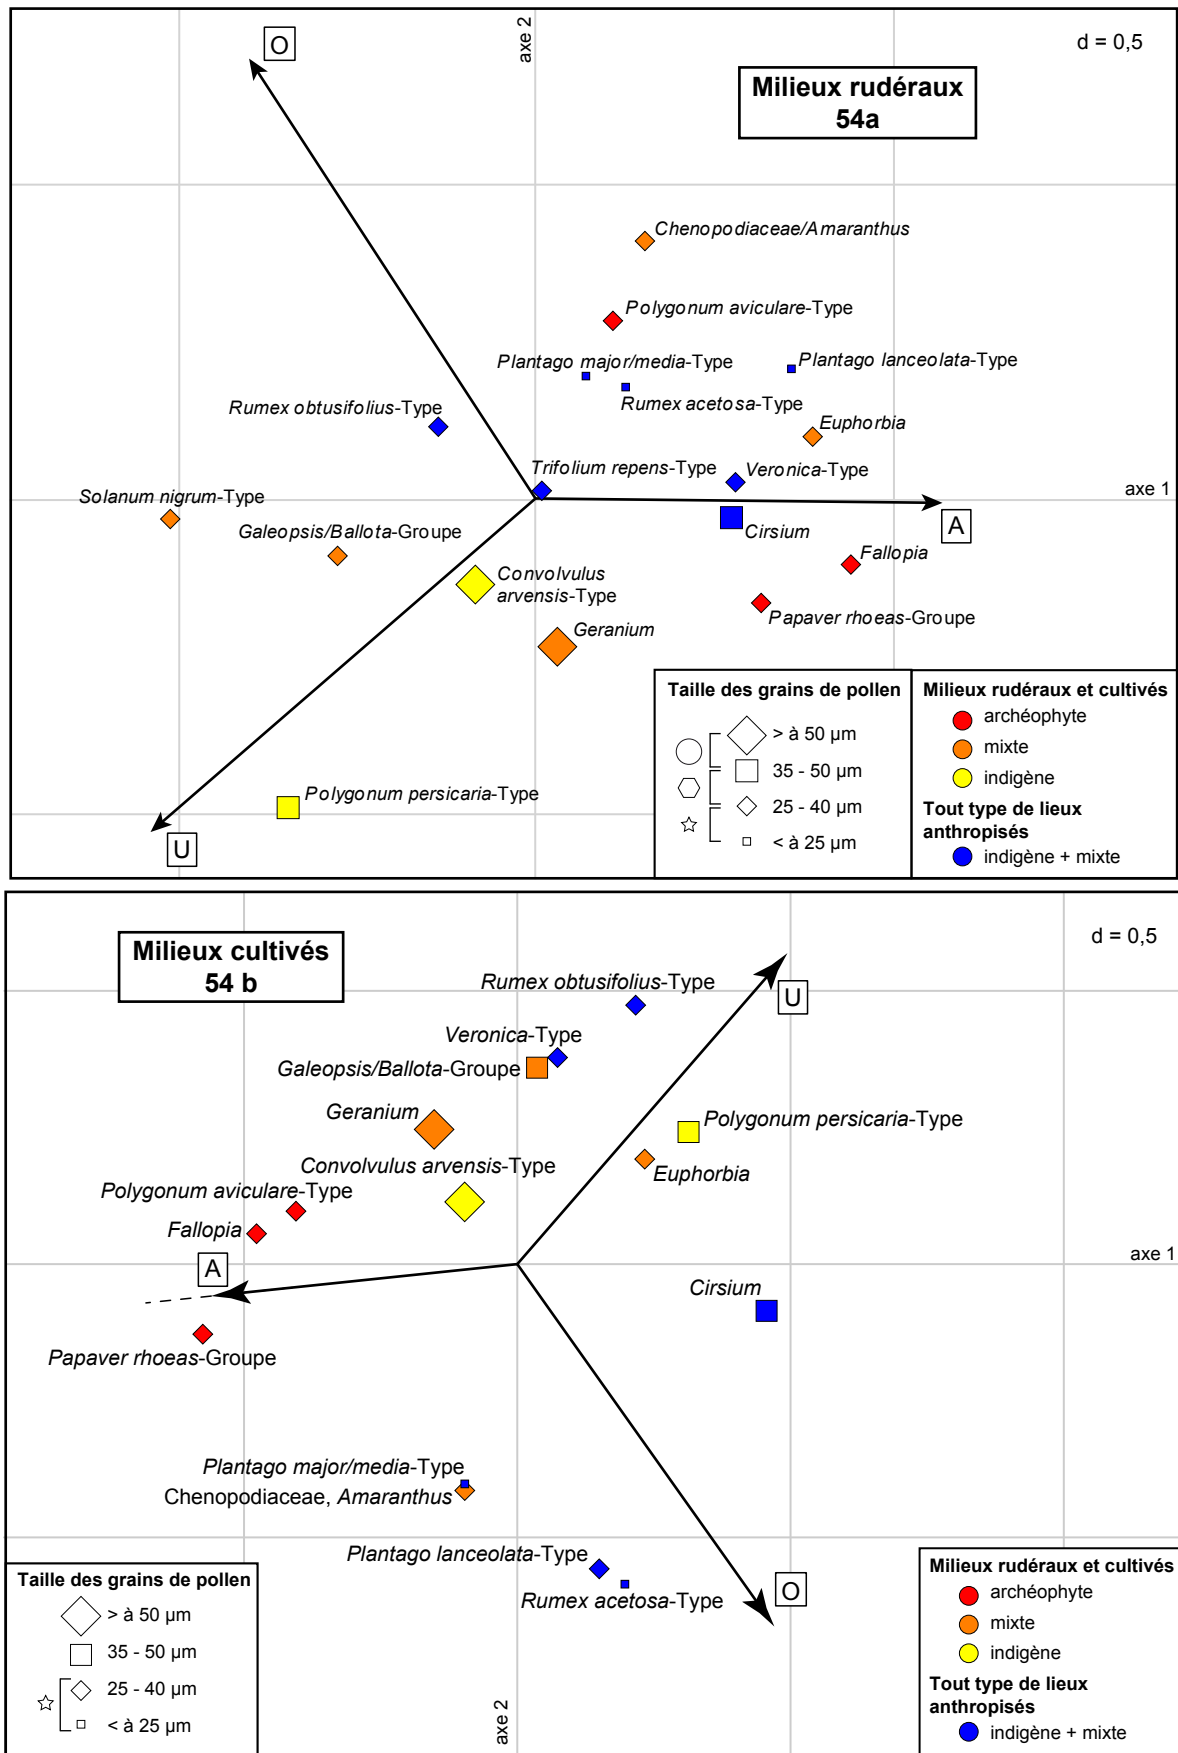 O
axe 2
d = 0,5
Milieux rudéraux
54a
Chenopodiaceae/Amaranthus
Polygonum aviculare-Type
Plantago major/media-Type
Plantago lanceolata-Type
Rumex acetosa-Type
Rumex obtusifolius-Type
Euphorbia
Trifolium repens-Type
Veronica-Type
Solanum nigrum-Type
axe 1
A
Galeopsis/Ballota-Groupe
Cirsium
Fallopia
Convolvulus
arvensis-Type
Papaver rhoeas-Groupe
Geranium
Polygonum persicaria-Type
U
Taille des grains de pollen
> à 50 µm
35 - 50 µm
25 - 40 µm
< à 25 µm
Milieux rudéraux et cultivés
archéophyte
mixte
indigène
Tout type de lieux
anthropisés
indigène + mixte
Milieux cultivés
54 b
d = 0,5
Rumex obtusifolius-Type
U
Veronica-Type
Galeopsis/Ballota-Groupe
Geranium
Polygonum persicaria-Type
Convolvulus arvensis-Type
Euphorbia
Polygonum aviculare-Type
Fallopia
A
axe 1
Cirsium
Papaver rhoeas-Groupe
Plantago major/media-Type
Chenopodiaceae, Amaranthus
Plantago lanceolata-Type
Rumex acetosa-Type
O
axe 2
Taille des grains de pollen
> à 50 µm
35 - 50 µm
25 - 40 µm
< à 25 µm
Milieux rudéraux et cultivés
archéophyte
mixte
indigène
Tout type de lieux
anthropisés
indigène + mixte